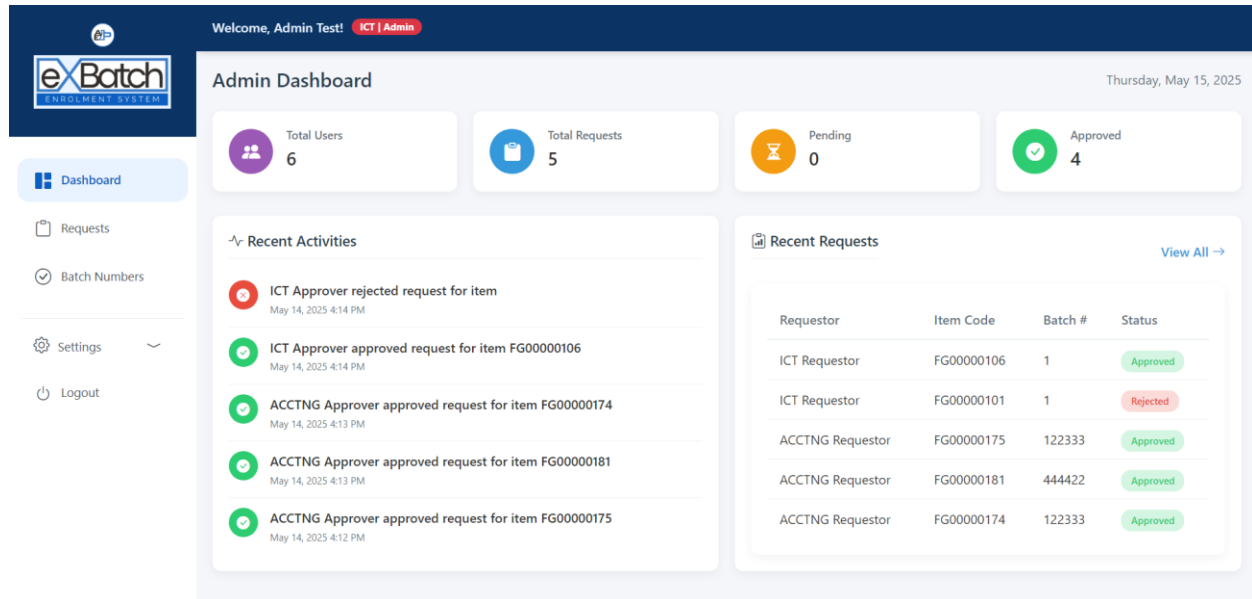 Welcome, Admin Test! ICT | Admin
eXBatch
ENROLMENT SYSTEM
Admin Dashboard
Thursday, May 15, 2025
Total Users
6
Total Requests
5
Pending
0
Approved
4
Dashboard
Requests
Batch Numbers
Settings
Logout
Recent Activities
ICT Approver rejected request for item
May 14, 2025 4:14 PM
ICT Approver approved request for item FG00000106
May 14, 2025 4:14 PM
ACCTNG Approver approved request for item FG00000174
May 14, 2025 4:13 PM
ACCTNG Approver approved request for item FG00000181
May 14, 2025 4:13 PM
ACCTNG Approver approved request for item FG00000175
May 14, 2025 4:12 PM
Recent Requests
View All →
Requestor Item Code Batch # Status
ICT Requestor FG00000106 1 Approved
ICT Requestor FG00000101 1 Rejected
ACCTNG Requestor FG00000175 122333 Approved
ACCTNG Requestor FG00000181 444422 Approved
ACCTNG Requestor FG00000174 122333 Approved